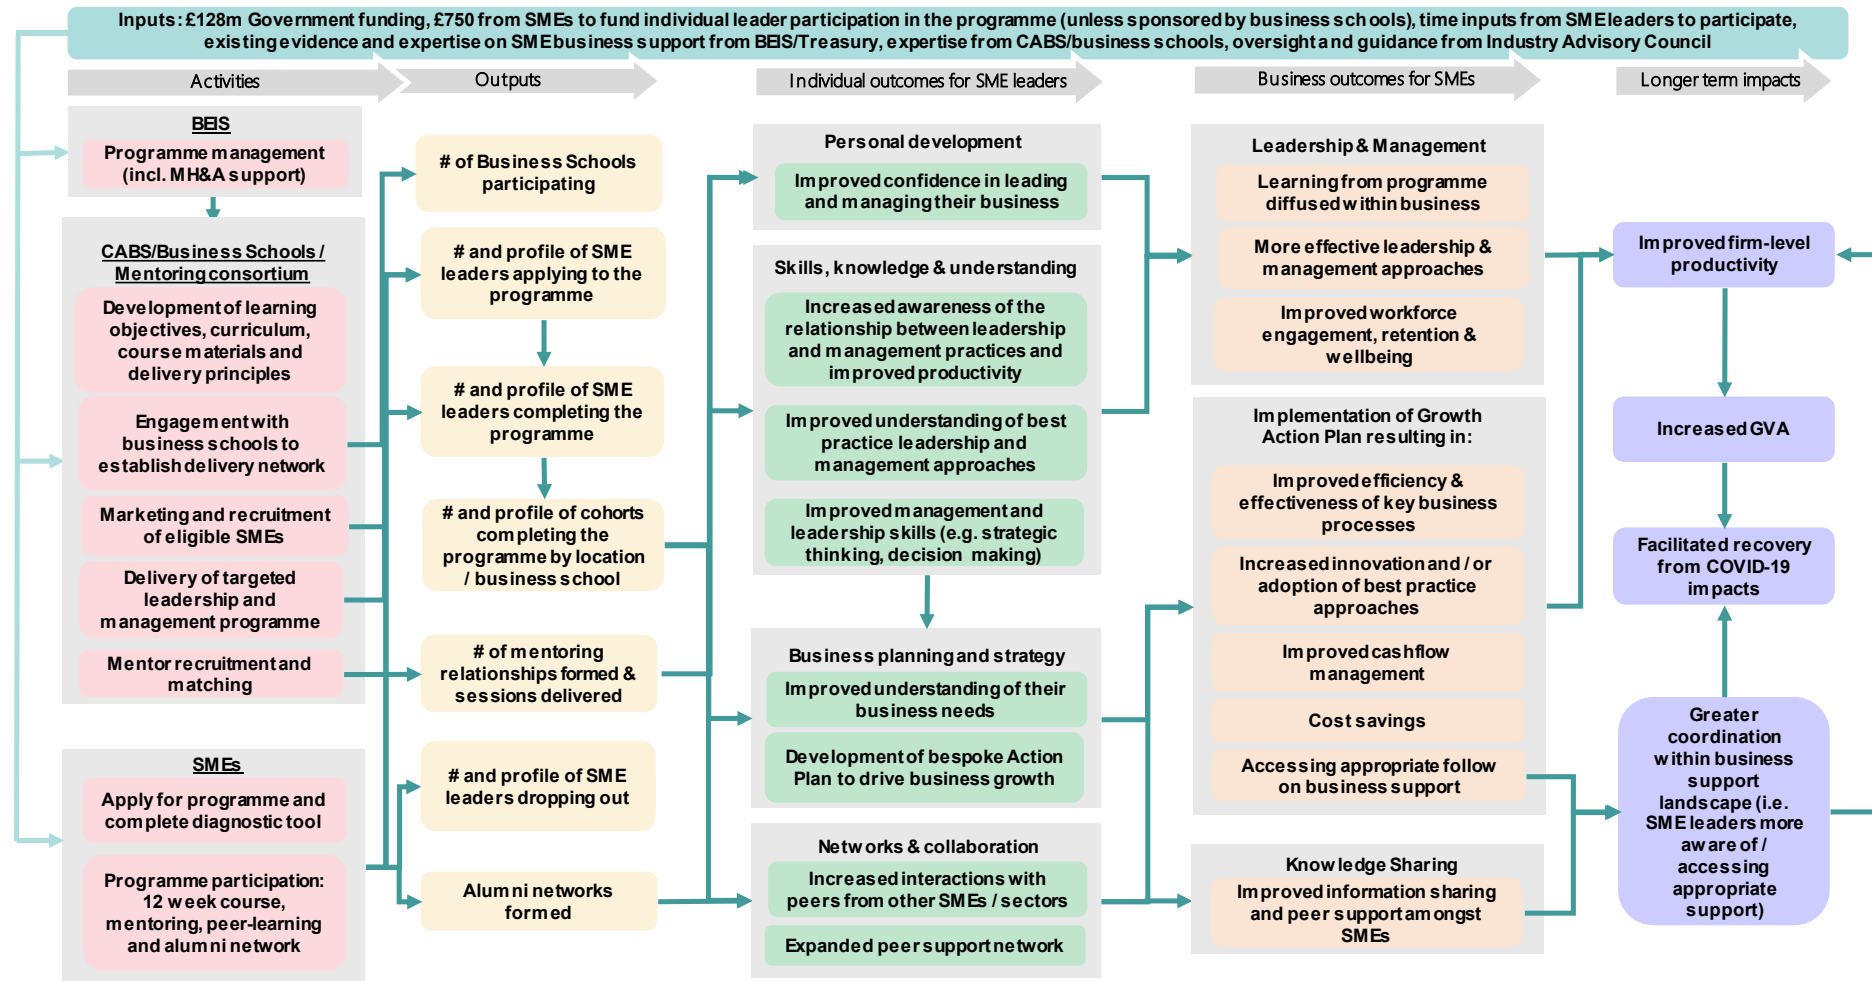 Inputs: £128m Government funding, £750 from SMEs to fund individual leader participation in the programme (unless sponsored by business schools), time inputs from SME leaders to participate,
existing evidence and expertise on SME business support from BEIS/Treasury, expertise from CABS/business schools, oversight and guidance from Industry Advisory Council
Activities
Outputs
Individual outcomes for SME leaders
Business outcomes for SMEs
Longer term impacts
BEIS
Programme management
(incl. MH&A support)
CABS/Business Schools /
Mentoring consortium
Development of learning
objectives, curriculum,
course materials and
delivery principles
Engagement with
business schools to
establish delivery network
Marketing and recruitment
of eligible SMEs
Delivery of targeted
leadership and
management programme
Mentor recruitment and
matching
SMEs
Apply for programme and
complete diagnostic tool
Programme participation:
12 week course,
mentoring, peer-learning
and alumni network
# of Business Schools
participating
# and profile of SME
leaders applying to the
programme
# and profile of SME
leaders completing the
programme
# and profile of cohorts
completing the
programme by location
/ business school
# of mentoring
relationships formed &
sessions delivered
# and profile of SME
leaders dropping out
Alumni networks
formed
Personal development
Improved confidence in leading
and managing their business
Skills, knowledge & understanding
Increased awareness of the
relationship between leadership
and management practices and
improved productivity
Improved understanding of best
practice leadership and
management approaches
Improved management and
leadership skills (e.g. strategic
thinking, decision making)
Business planning and strategy
Improved understanding of their
business needs
Development of bespoke Action
Plan to drive business growth
Networks & collaboration
Increased interactions with
peers from other SMEs / sectors
Expanded peer support network
Leadership & Management
Learning from programme
diffused within business
More effective leadership &
management approaches
Improved workforce
engagement, retention &
wellbeing
Implementation of Growth
Action Plan resulting in:
Improved efficiency &
effectiveness of key business
processes
Increased innovation and / or
adoption of best practice
approaches
Improved cashflow
management
Cost savings
Accessing appropriate follow
on business support
Knowledge Sharing
Improved information sharing
and peer support amongst
SMEs
Improved firm-level
productivity
Increased GVA
Facilitated recovery
from COVID-19
impacts
Greater
coordination
within business
support
landscape (i.e.
SME leaders more
aware of /
accessing
appropriate
support)